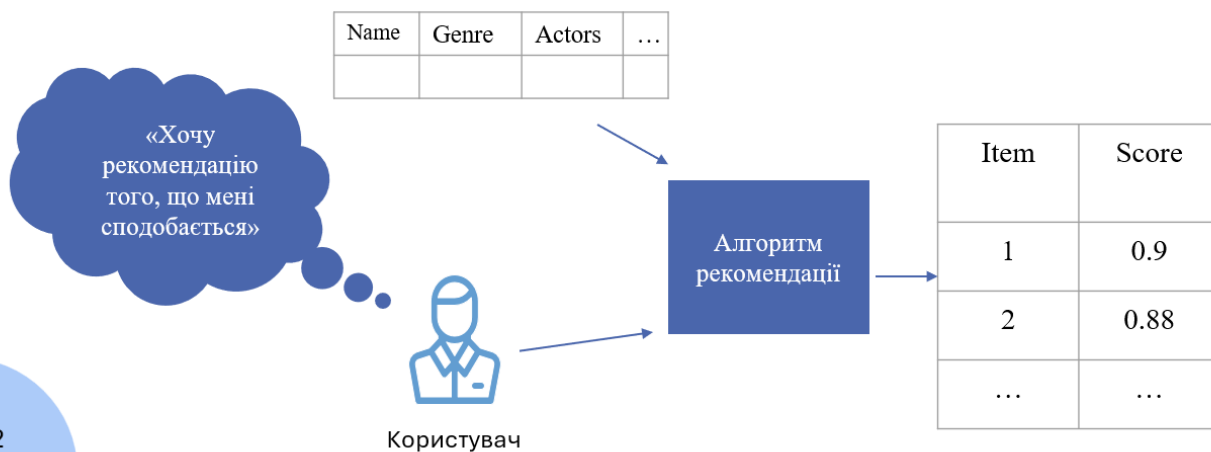 Name Genre Actors …
«Хочу
рекомендацію
того, що мені
сподобається»
Item Score
Алгоритм
рекомендації
1 0.9
2 0.88
… …
Користувач
2